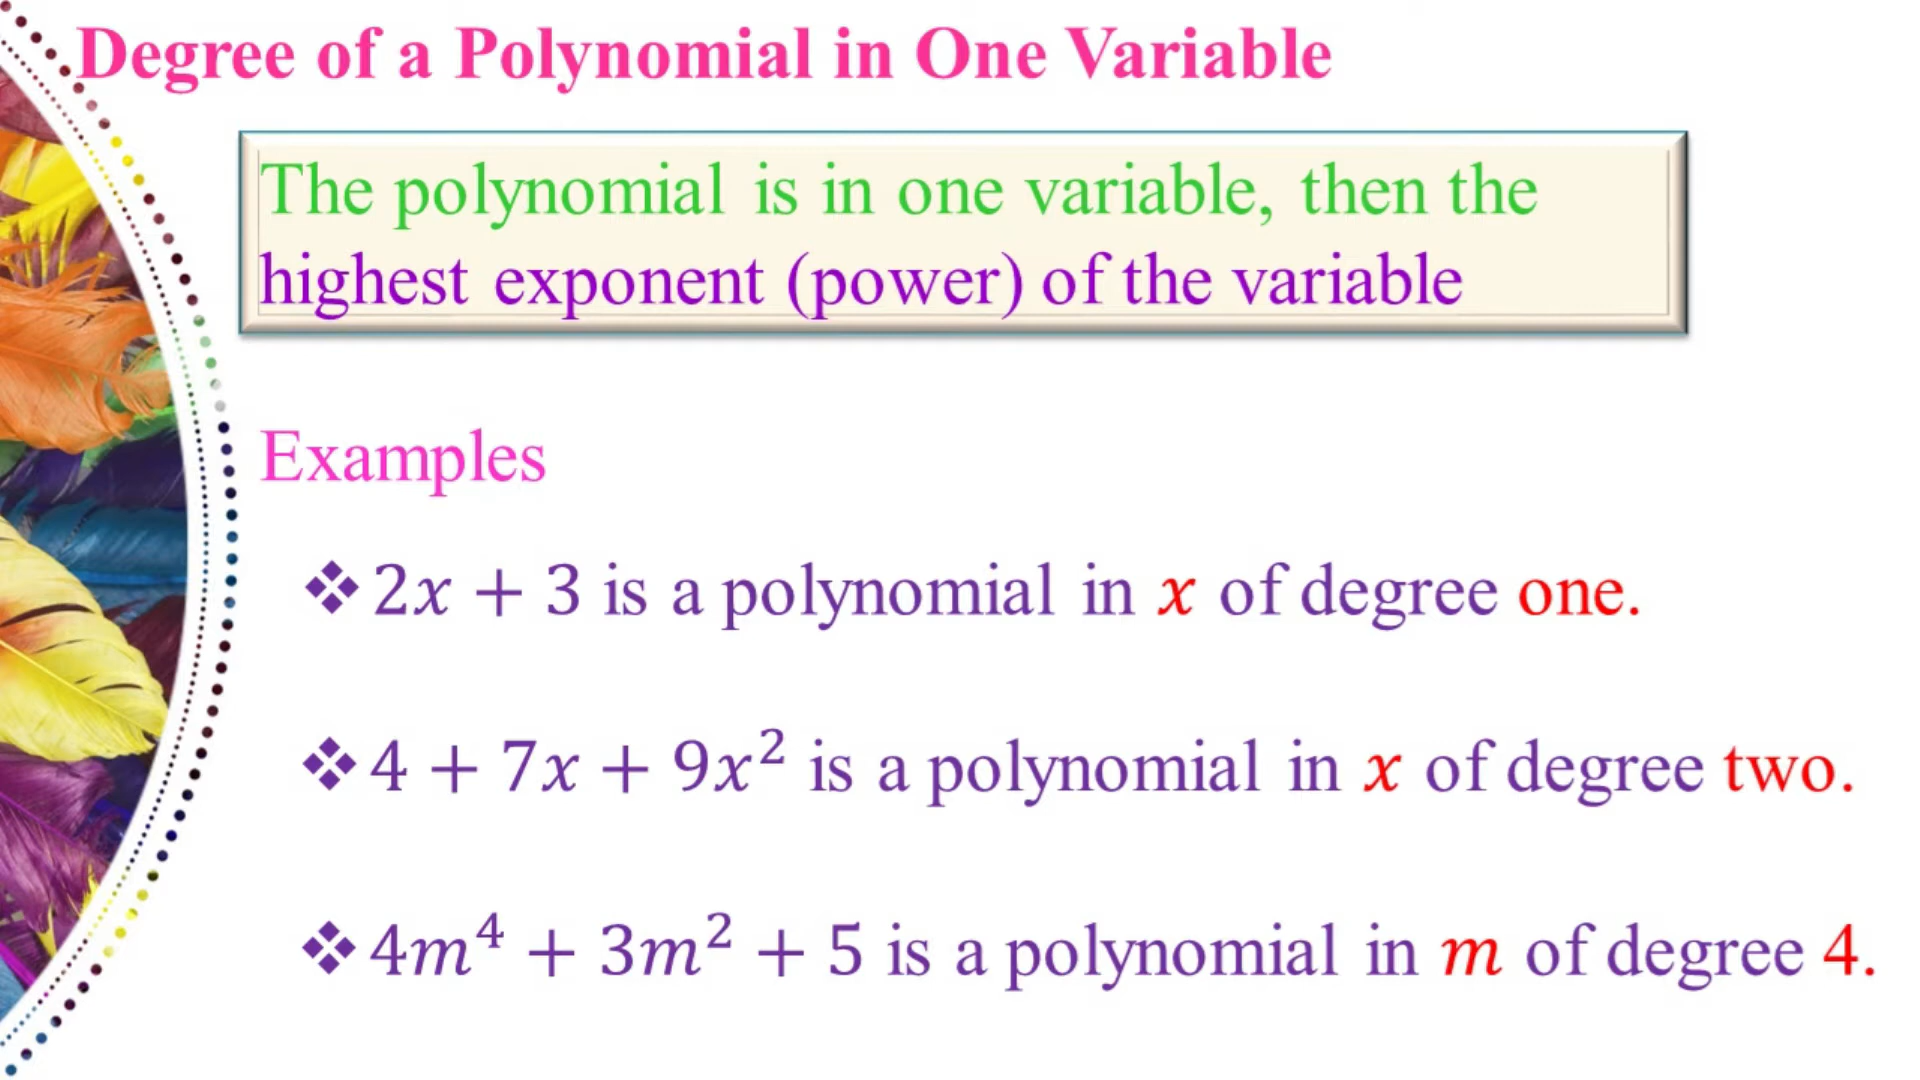 Degree of a Polynomial in One Variable
The polynomial is in one variable, then the
highest exponent (power) of the variable
Examples
❖ 2x + 3 is a polynomial in x of degree one.
❖ 4 + 7x + 9x² is a polynomial in x of degree two.
❖ 4m⁴ + 3m² + 5 is a polynomial in m of degree 4.